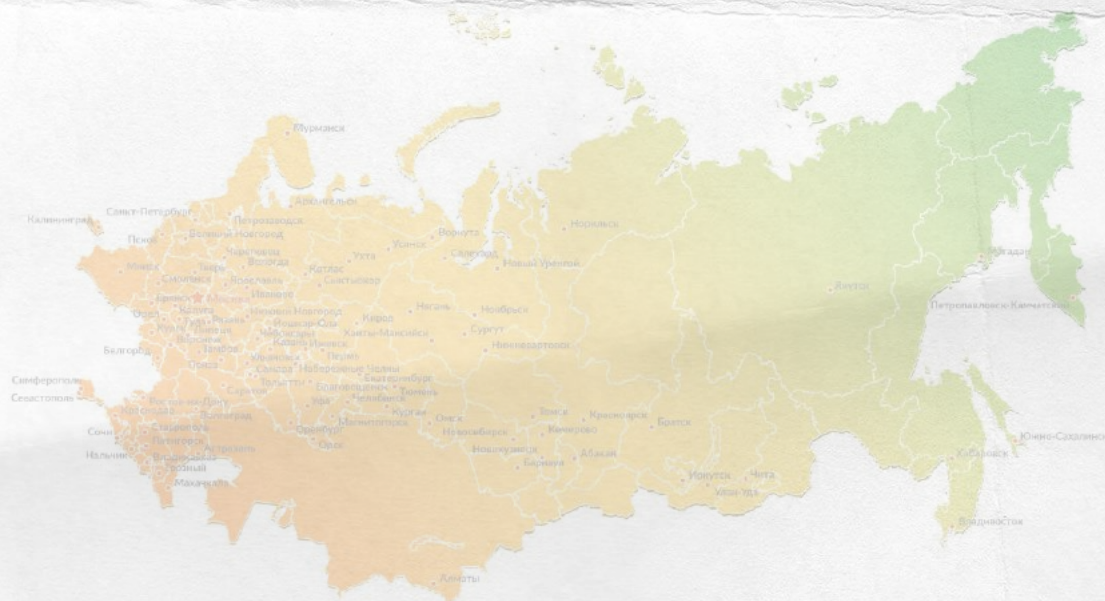 Мурманск
Архангельск
Санкт-Петербург
Калининград
Петрозаводск
Псков
Великий Новгород
Воркута
Норильск
Усинск
Череповец
Вологда
Ухта
Салехард
Новый Уренгой
Магадан
Минск
Тверь
Котлас
Смоленск
Ярославль
Сыктывкар
Якутск
Брянск
Москва
Иваново
Петропавловск-Камчатский
Калуга
Нижний Новгород
Нягань
Ноябрьск
Рязань
Йошкар-Ола
Киров
Ханты-Мансийск
Сургут
Чебоксары
Воронеж
Казань
Ижевск
Белгород
Тамбов
Нижневартовск
Ульяновск
Пермь
Пенза
Самара
Набережные Челны
Симферополь
Тольятти
Екатеринбург
Севастополь
Саратов
Тюмень
Уфа
Челябинск
Ростов-на-Дону
Краснодар
Волгоград
Магнитогорск
Курган
Омск
Томск
Красноярск
Братск
Сочи
Ставрополь
Оренбург
Новосибирск
Кемерово
Южно-Сахалинск
Пятигорск
Орск
Нальчик
Астрахань
Новокузнецк
Абакан
Хабаровск
Владикавказ
Грозный
Барнаул
Махачкала
Иркутск
Чита
Улан-Удэ
Владивосток
Алматы